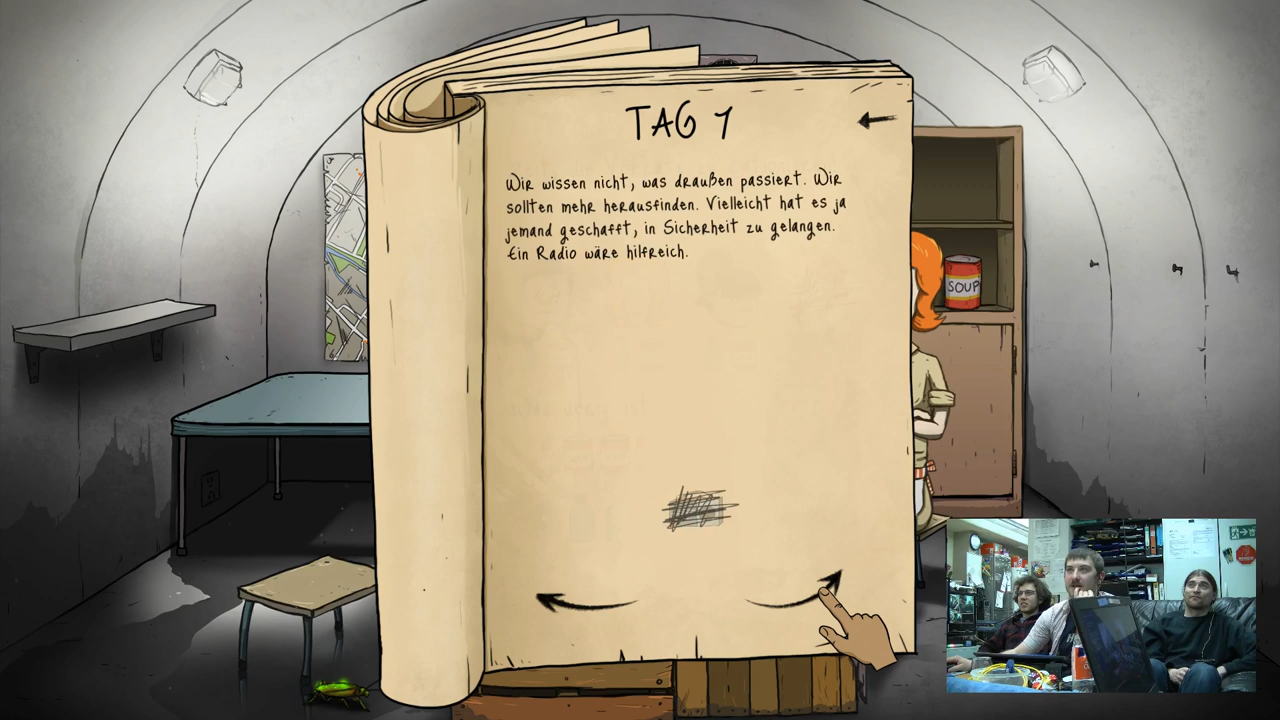 TAG 1
Wir wissen nicht, was draußen passiert. Wir
sollten mehr herausfinden. Vielleicht hat es ja
jemand geschafft, in Sicherheit zu gelangen.
Ein Radio wäre hilfreich.
SOUP